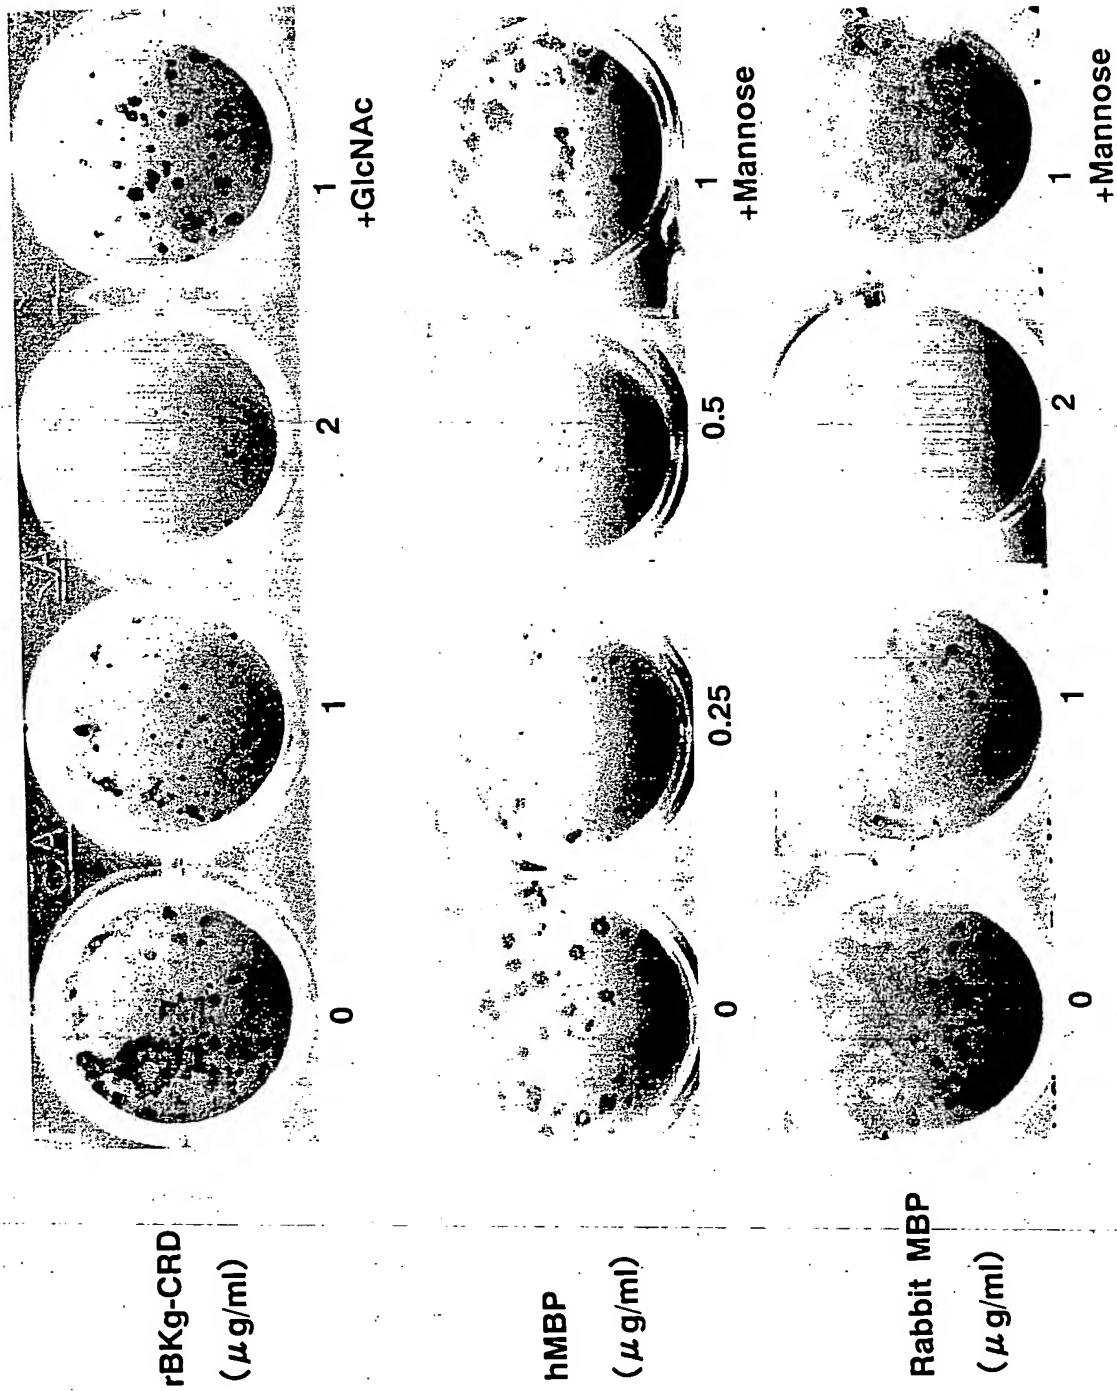 rBKg-CRD
(μg/ml)
0 1 2 1
+GlcNAc
hMBP
(μg/ml)
0 0.25 0.5 1
+Mannose
Rabbit MBP
(μg/ml)
0 1 2 1
+Mannose